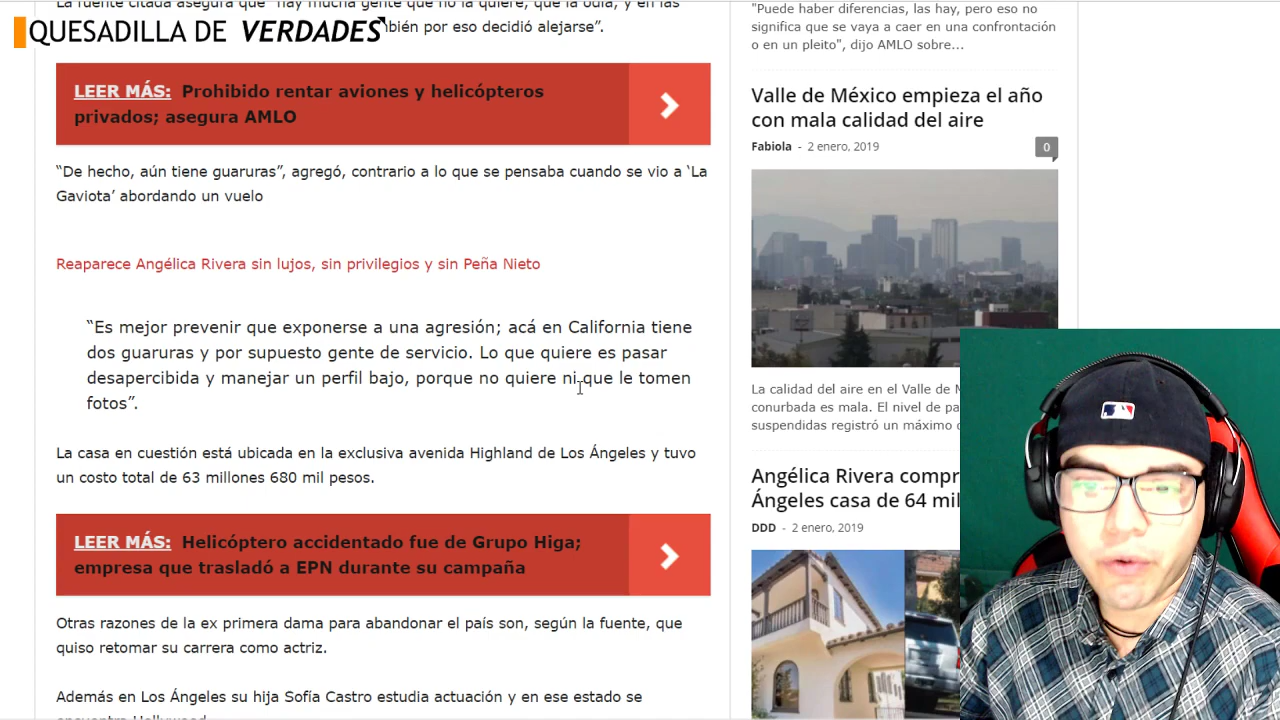 La fuente citada asegura que “hay mucha gente que no la quiere, que la odia, y en las
QUESADILLA DE VERDADES
mbién por eso decidió alejarse”.
LEER MÁS: Prohibido rentar aviones y helicópteros
privados; asegura AMLO
“De hecho, aún tiene guaruras”, agregó, contrario a lo que se pensaba cuando se vio a ‘La
Gaviota’ abordando un vuelo
Reaparece Angélica Rivera sin lujos, sin privilegios y sin Peña Nieto
“Es mejor prevenir que exponerse a una agresión; acá en California tiene
dos guaruras y por supuesto gente de servicio. Lo que quiere es pasar
desapercibida y manejar un perfil bajo, porque no quiere ni que le tomen
fotos”.
La casa en cuestión está ubicada en la exclusiva avenida Highland de Los Ángeles y tuvo
un costo total de 63 millones 680 mil pesos.
LEER MÁS: Helicóptero accidentado fue de Grupo Higa;
empresa que trasladó a EPN durante su campaña
Otras razones de la ex primera dama para abandonar el país son, según la fuente, que
quiso retomar su carrera como actriz.
Además en Los Ángeles su hija Sofía Castro estudia actuación y en ese estado se
encuentra Hollywood
"Puede haber diferencias, las hay, pero eso no
significa que se vaya a caer en una confrontación
o en un pleito", dijo AMLO sobre...
Valle de México empieza el año
con mala calidad del aire
Fabiola - 2 enero, 2019
0
La calidad del aire en el Valle de M
conurbada es mala. El nivel de pa
suspendidas registró un máximo
Angélica Rivera compr
Ángeles casa de 64 mil
DDD - 2 enero, 2019